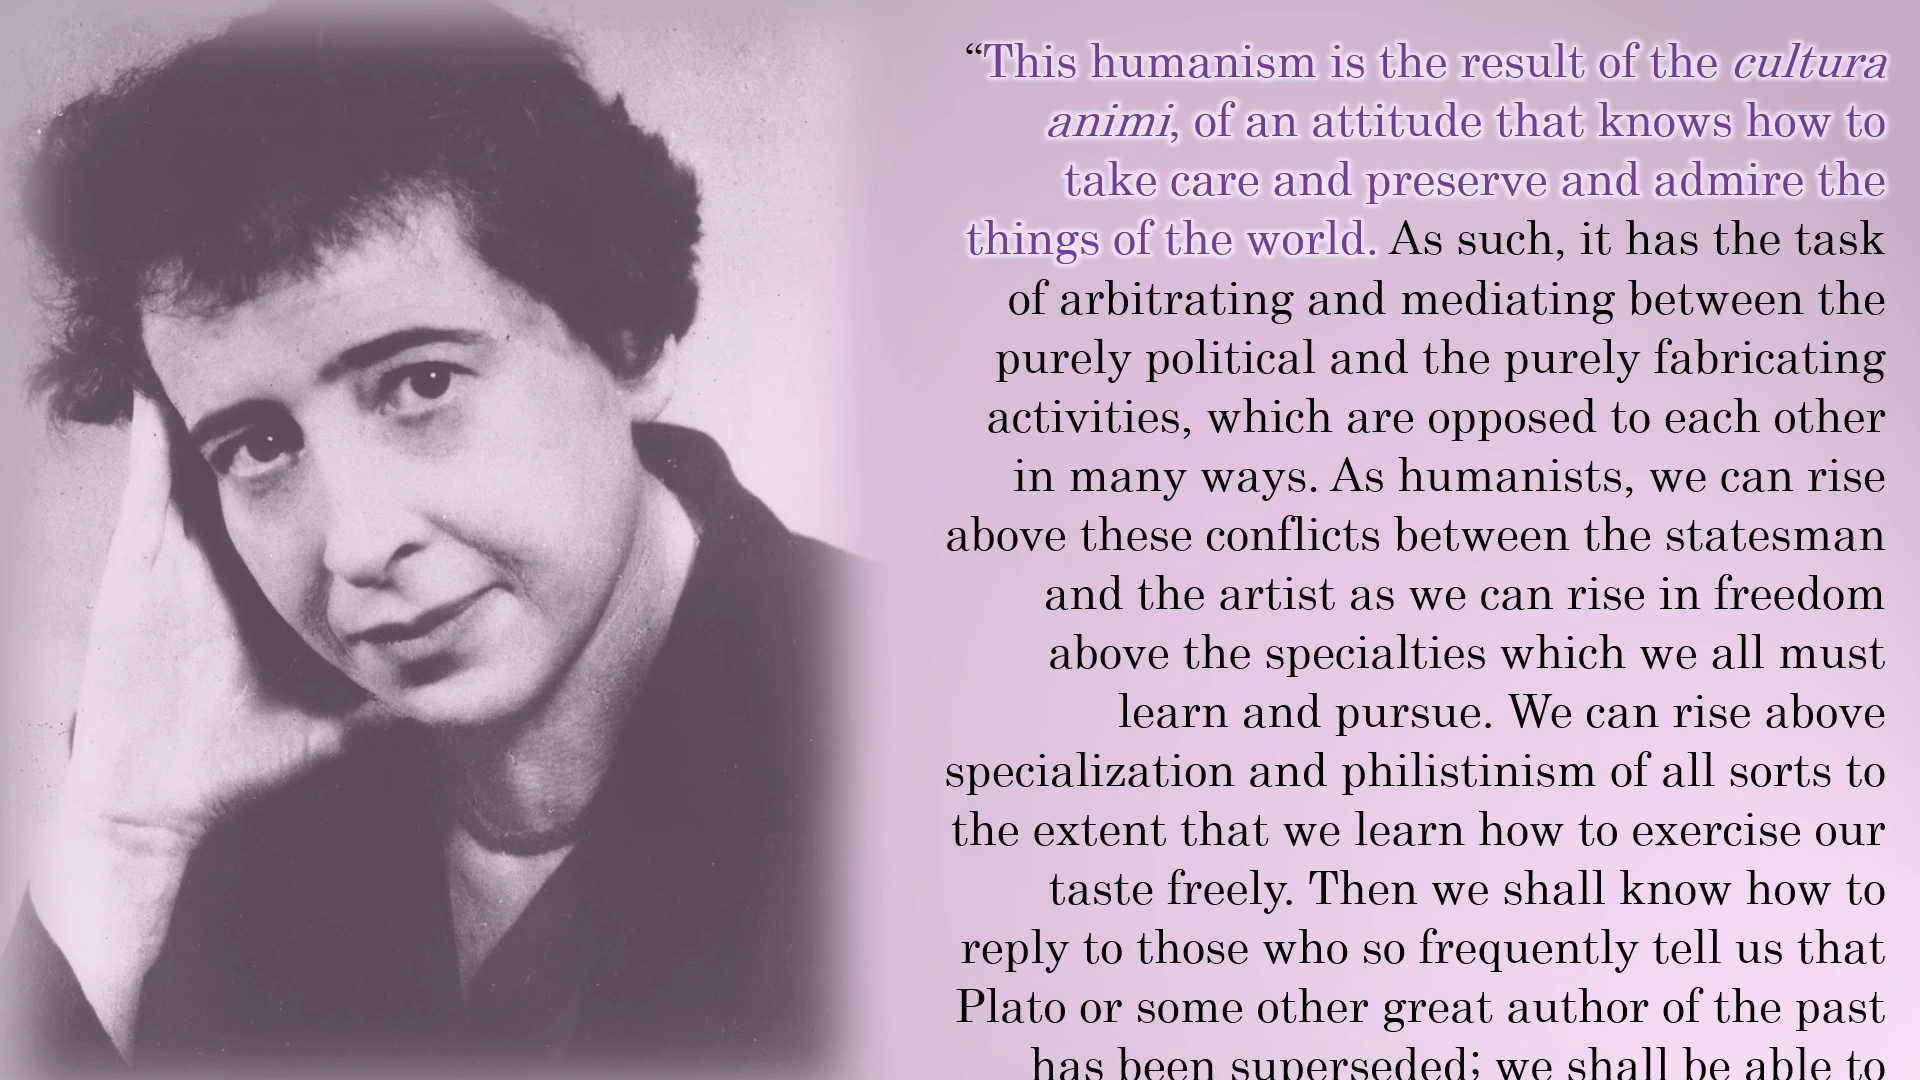 “This humanism is the result of the cultura
animi, of an attitude that knows how to
take care and preserve and admire the
things of the world. As such, it has the task
of arbitrating and mediating between the
purely political and the purely fabricating
activities, which are opposed to each other
in many ways. As humanists, we can rise
above these conflicts between the statesman
and the artist as we can rise in freedom
above the specialties which we all must
learn and pursue. We can rise above
specialization and philistinism of all sorts to
the extent that we learn how to exercise our
taste freely. Then we shall know how to
reply to those who so frequently tell us that
Plato or some other great author of the past
has been superseded; we shall be able to